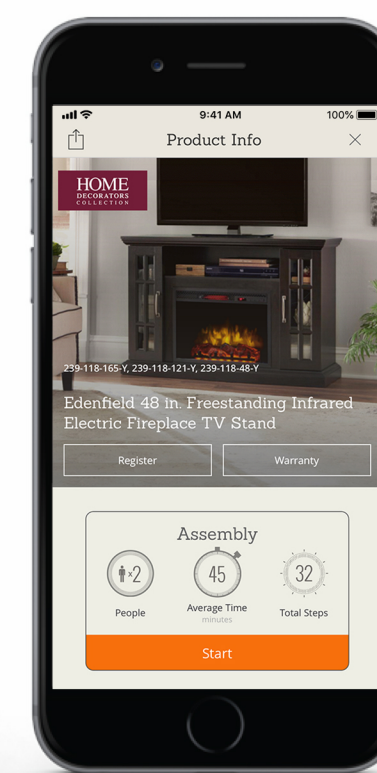 9:41 AM
100%
Product Info
HOME
DECORATORS
COLLECTION
239-118-165-Y, 239-118-121-Y, 239-118-48-Y
Edenfield 48 in. Freestanding Infrared
Electric Fireplace TV Stand
Register
Warranty
Assembly
x2
45
32
People
Average Time
Total Steps
minutes
Start